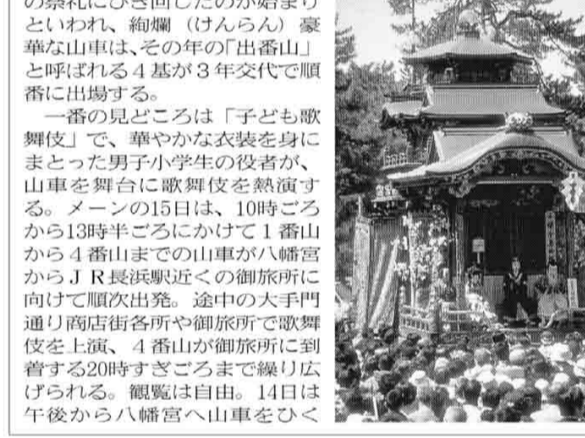 の祭礼にひき回したのが始まり
といわれ、絢爛（けんらん）豪
華な山車は、その年の「出番山」
と呼ばれる４基が３年交代で順
番に出場する。
　一番の見どころは「子ども歌
舞伎」で、華やかな衣装を身に
まとった男子小学生の役者が、
山車を舞台に歌舞伎を熱演す
る。メーンの15日は、10時ごろ
から13時半ごろにかけて１番山
から４番山までの山車が八幡宮
からＪＲ長浜駅近くの御旅所に
向けて順次出発。途中の大手門
通り商店街各所や御旅所で歌舞
伎を上演、４番山が御旅所に到
着する20時すぎごろまで繰り広
げられる。観覧は自由。14日は
午後から八幡宮へ山車をひく